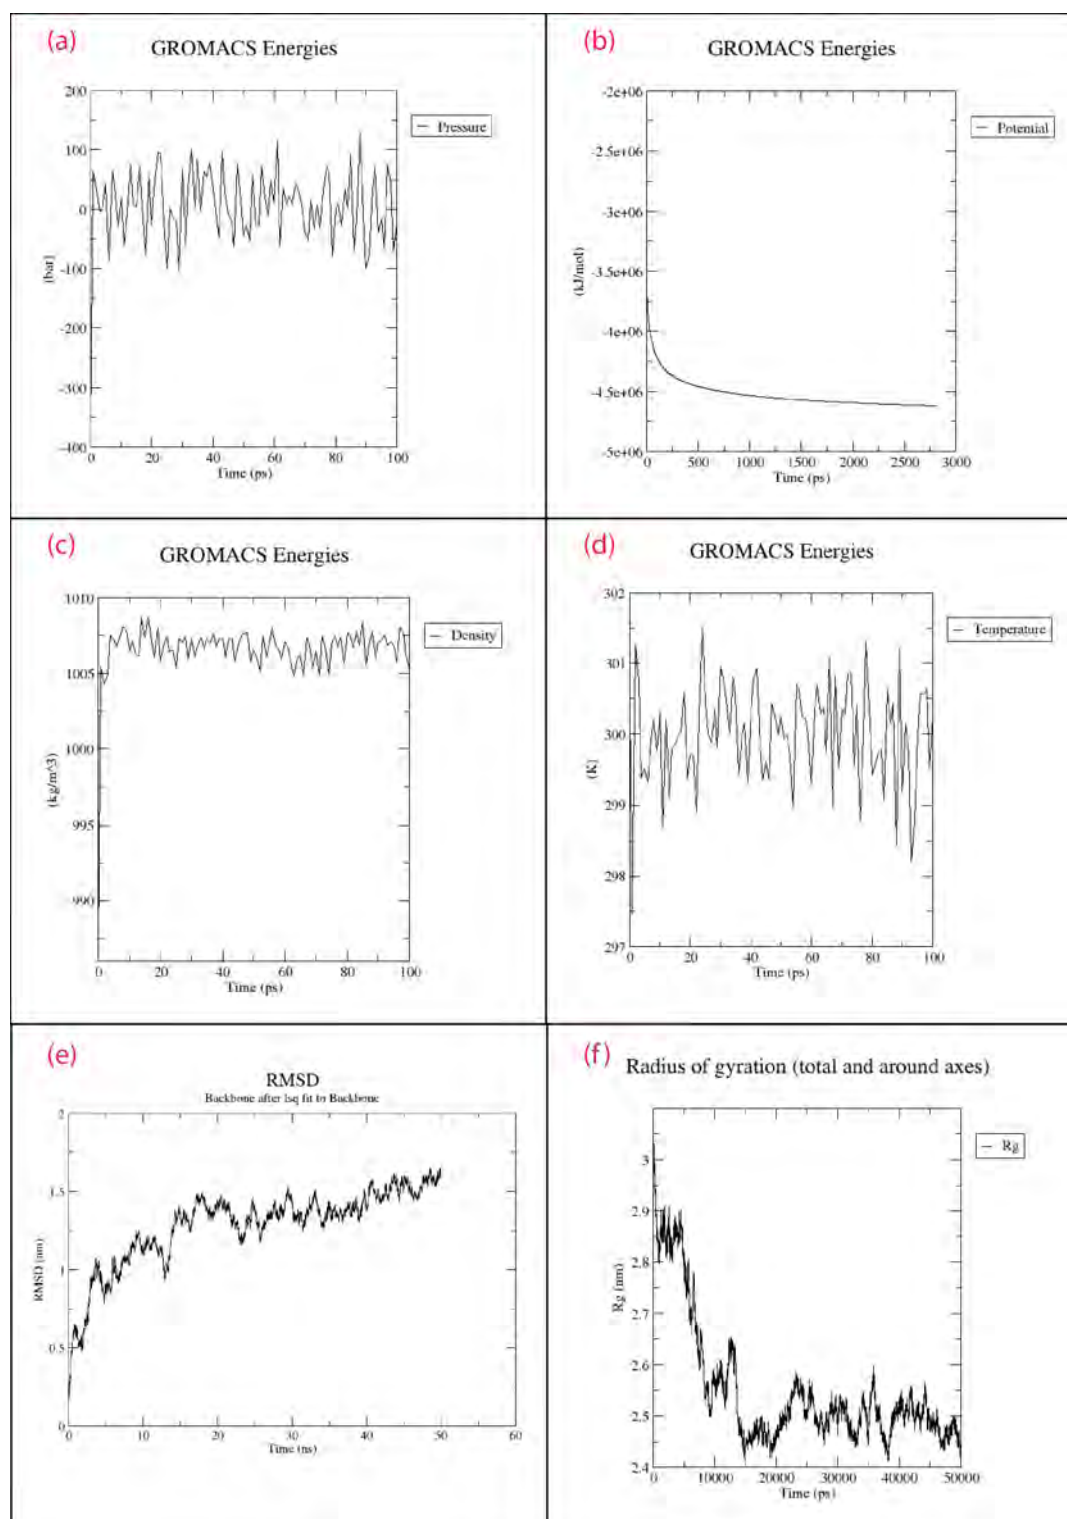 (a)
GROMACS Energies
200
100
0
-100
-200
-300
-400
[bar]
0 20 40 60 80 100
Time (ps)
Pressure
(b)
GROMACS Energies
-2e+06
-2.5e+06
-3e+06
-3.5e+06
-4e+06
-4.5e+06
-5e+06
(kJ/mol)
0 500 1000 1500 2000 2500 3000
Time (ps)
Potential
(c)
GROMACS Energies
1010
1005
1000
995
990
(kg/m^3)
0 20 40 60 80 100
Time (ps)
Density
(d)
GROMACS Energies
302
301
300
299
298
297
(K)
0 20 40 60 80 100
Time (ps)
Temperature
(e)
RMSD
Backbone after lsq fit to Backbone
2
1.5
1
0.5
0
RMSD (nm)
0 10 20 30 40 50 60
Time (ns)
(f)
Radius of gyration (total and around axes)
3
2.9
2.8
2.7
2.6
2.5
2.4
Rg (nm)
0 10000 20000 30000 40000 50000
Time (ps)
Rg